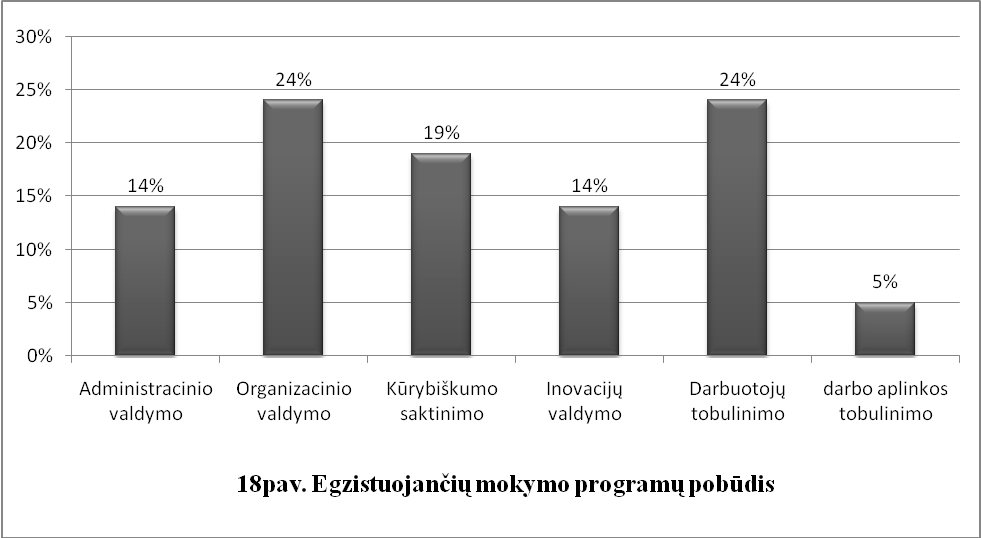 30%
25%
20%
15%
10%
5%
0%
14%
24%
19%
14%
24%
5%
Administracinio
valdymo
Organizacinio
valdymo
Kūrybiškumo
saktinimo
Inovacijų
valdymo
Darbuotojų
tobulinimo
darbo aplinkos
tobulinimo
18pav. Egzistuojančių mokymo programų pobūdis